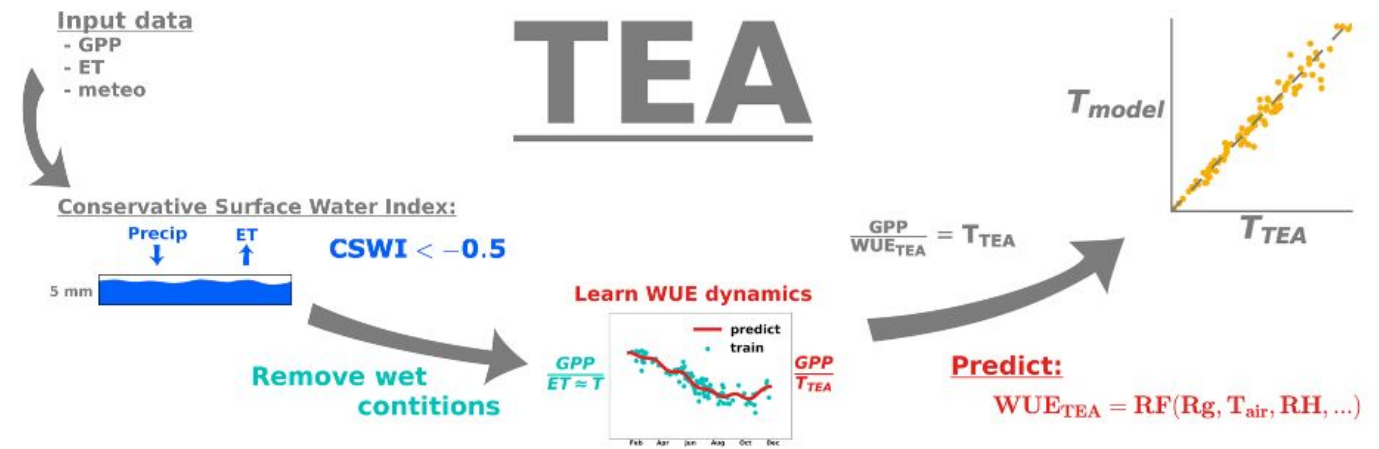 TEA
Input data
- GPP
- ET
- meteo
Conservative Surface Water Index:
Precip
ET
CSWI < −0.5
5 mm
Remove wet
contitions
Learn WUE dynamics
predict
train
GPP
ET ≈ T
GPP
T_TEA
Feb Apr Jun Aug Oct Dec
GPP
WUE_TEA
= T_TEA
Predict:
WUE_TEA = RF(Rg, T_air, RH, ...)
T_model
T_TEA